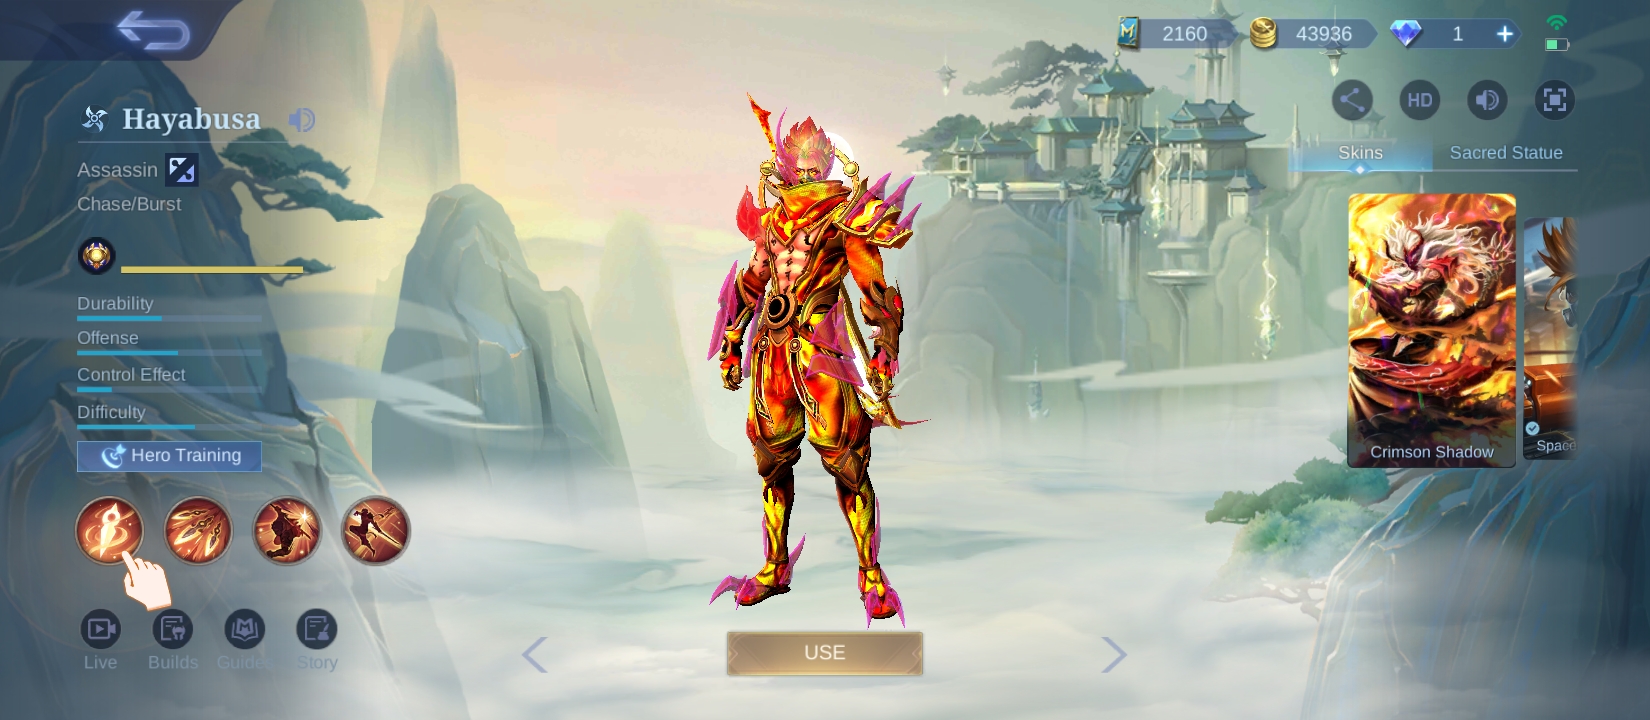 2160
43936
1
Hayabusa
HD
Assassin
Skins
Sacred Statue
Chase/Burst
Durability
Offense
Control Effect
Difficulty
Hero Training
Crimson Shadow
Space
Live
Builds
Guide
Story
USE